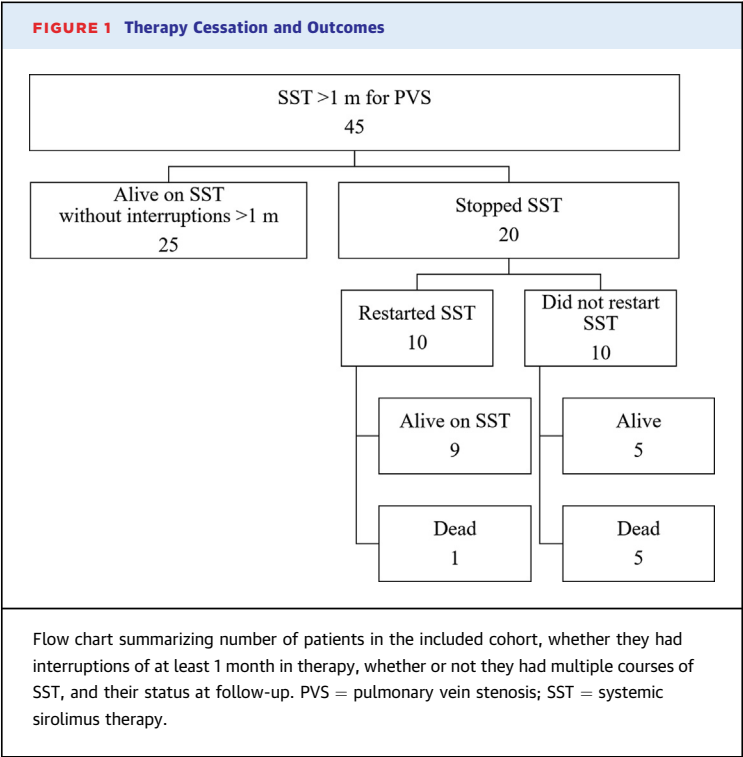 FIGURE 1 Therapy Cessation and Outcomes
SST >1 m for PVS
45
Alive on SST
without interruptions >1 m
25
Stopped SST
20
Restarted SST
10
Did not restart
SST
10
Alive on SST
9
Alive
5
Dead
1
Dead
5
Flow chart summarizing number of patients in the included cohort, whether they had
interruptions of at least 1 month in therapy, whether or not they had multiple courses of
SST, and their status at follow-up. PVS = pulmonary vein stenosis; SST = systemic
sirolimus therapy.